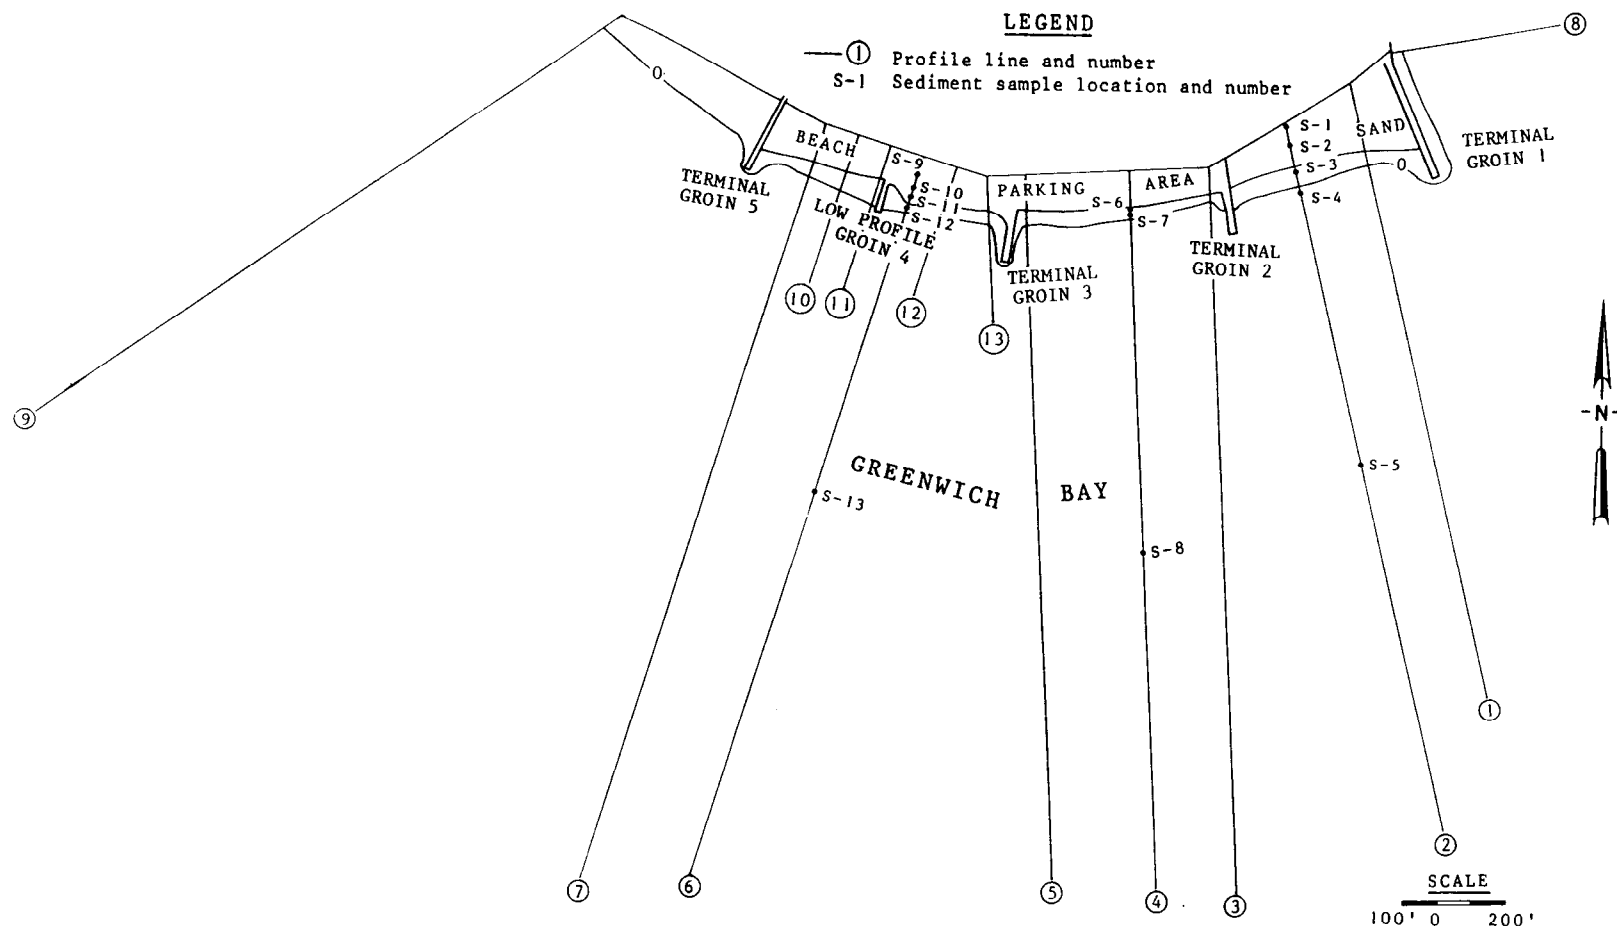 LEGEND
① Profile line and number
S-1 Sediment sample location and number
⑧
0
BEACH
S-9
S-10
S-11
S-12
TERMINAL
GROIN 5
LOW PROFILE
GROIN 4
PARKING
AREA
S-6
S-7
S-1
S-2
S-3
S-4
SAND
0
TERMINAL
GROIN 1
TERMINAL
GROIN 2
TERMINAL
GROIN 3
⑩
⑪
⑫
⑬
⑨
-N-
GREENWICH BAY
S-5
S-13
S-8
①
②
⑦
⑥
⑤
④
③
SCALE
100' 0 200'